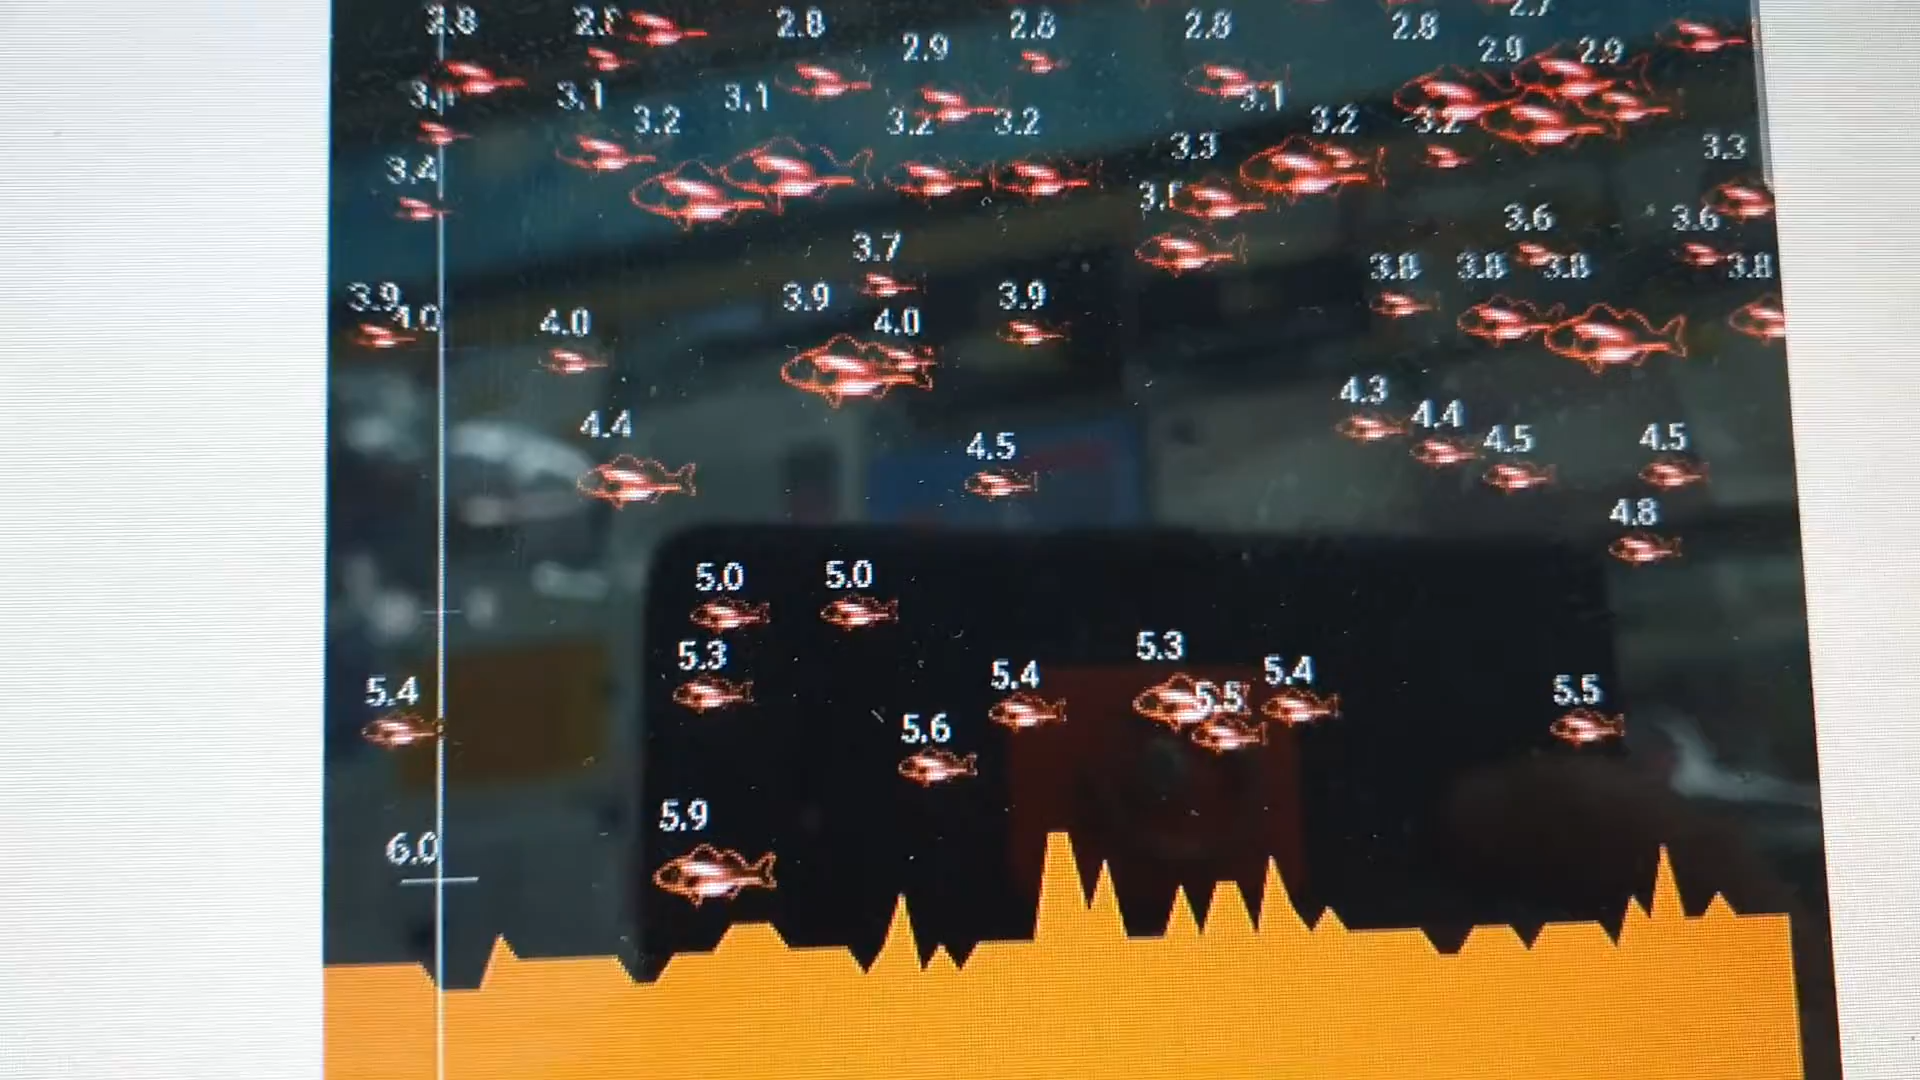 2.7
2.8 2.8 2.8 2.8 2.8
2.9 2.9 2.9
3.1 3.1 3.1
3.2 3.2 3.2 3.2 3.2
3.3 3.3
3.4
3.6 3.6
3.7
3.8 3.8 3.8 3.8
3.9 3.9 3.9
4.0 4.0 4.0
4.3
4.4 4.4
4.5 4.5 4.5
4.8
5.0 5.0
5.3 5.3
5.4 5.4 5.4
5.5 5.5
5.6
5.9
6.0